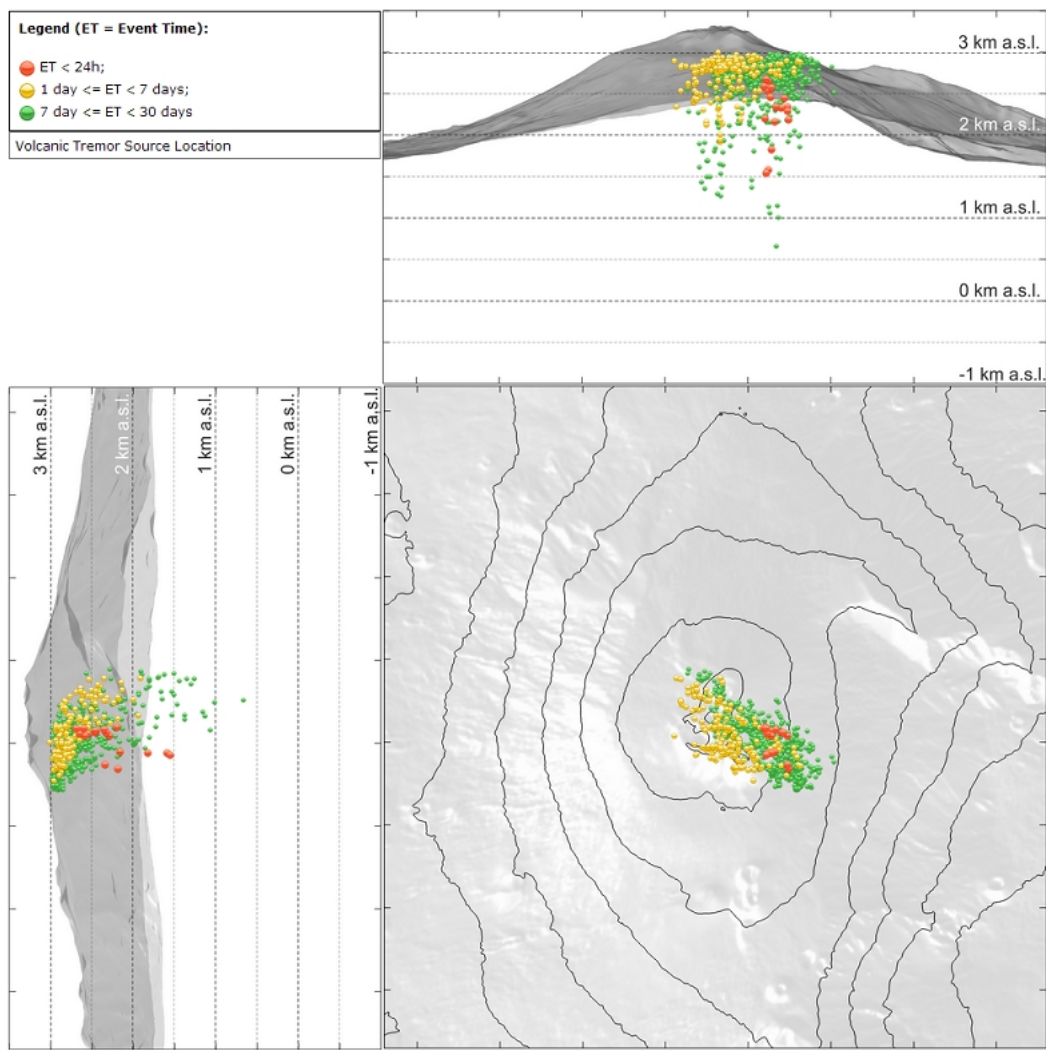 Legend (ET = Event Time):
ET < 24h;
1 day <= ET < 7 days;
7 day <= ET < 30 days
Volcanic Tremor Source Location
3 km a.s.l.
2 km a.s.l.
1 km a.s.l.
0 km a.s.l.
-1 km a.s.l.
3 km a.s.l.
2 km a.s.l.
1 km a.s.l.
0 km a.s.l.
-1 km a.s.l.